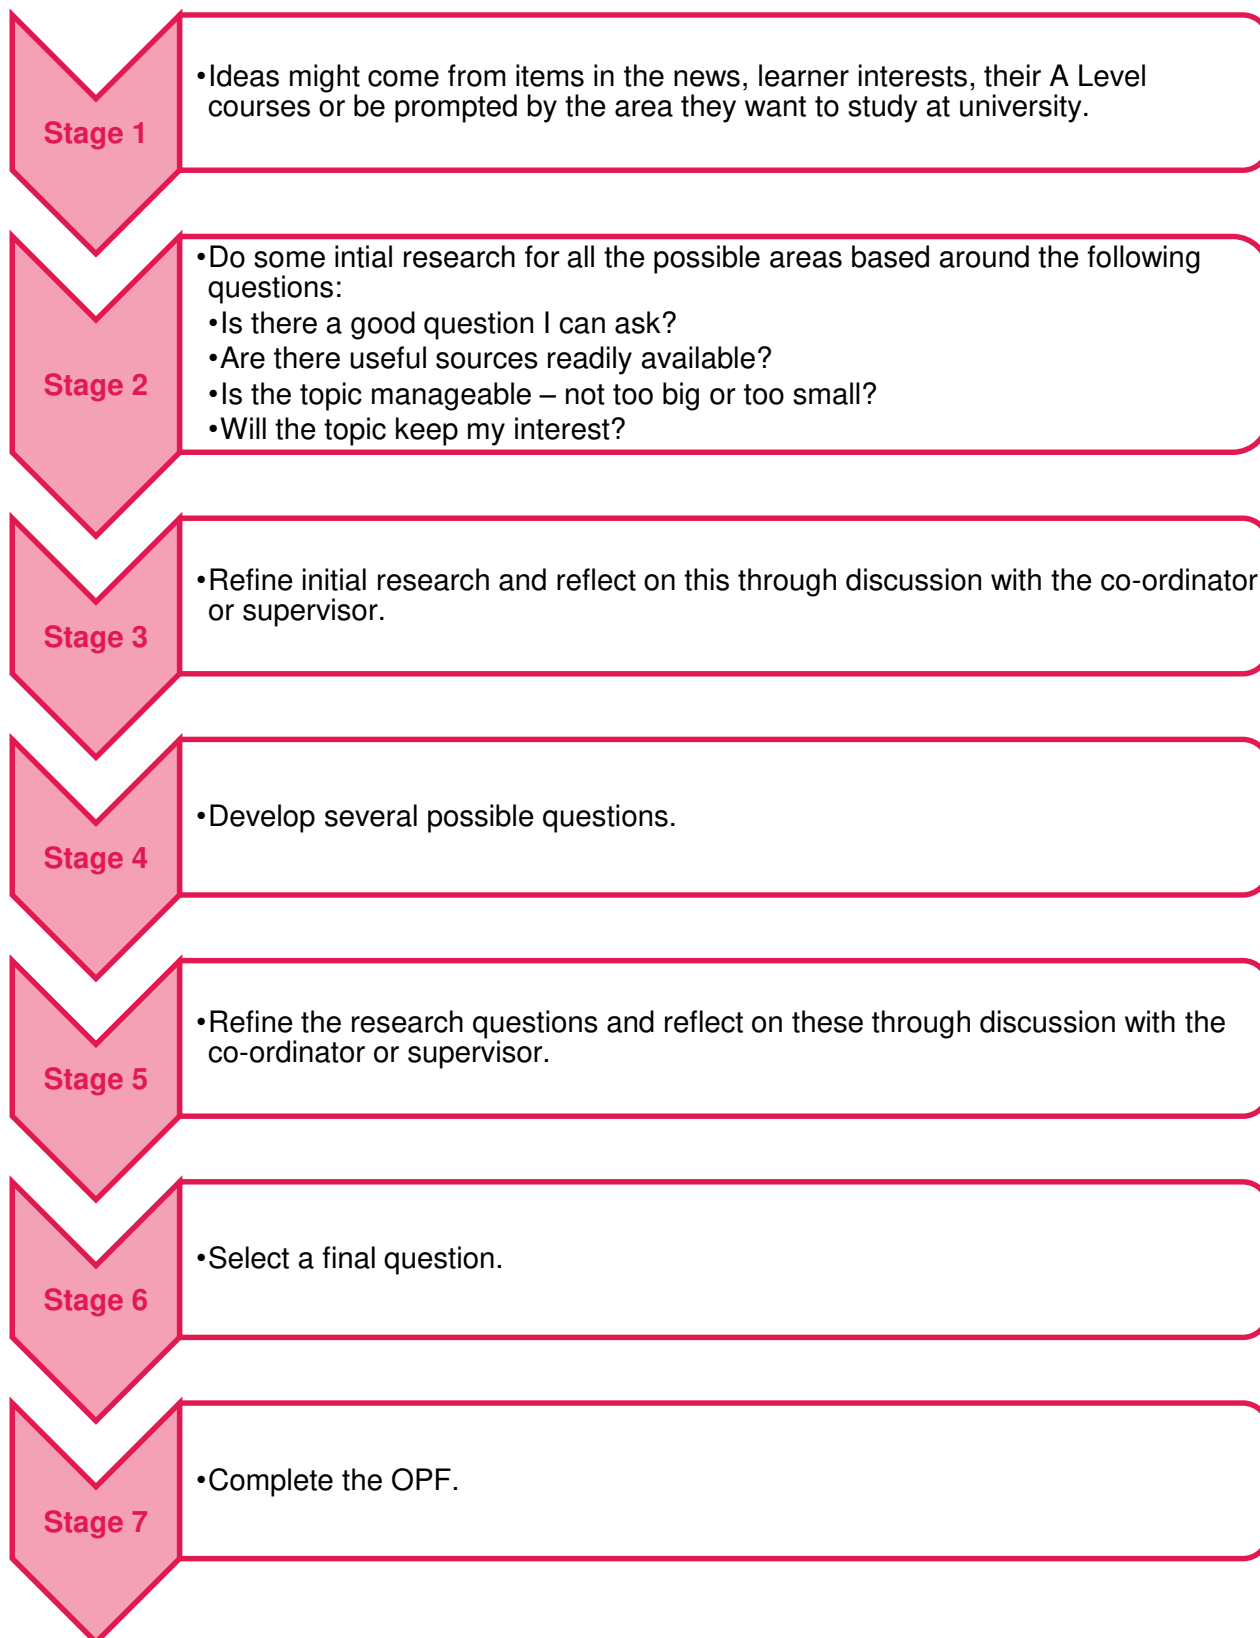 Stage 1
•Ideas might come from items in the news, learner interests, their A Level
courses or be prompted by the area they want to study at university.
Stage 2
•Do some intial research for all the possible areas based around the following
questions:
•Is there a good question I can ask?
•Are there useful sources readily available?
•Is the topic manageable – not too big or too small?
•Will the topic keep my interest?
Stage 3
•Refine initial research and reflect on this through discussion with the co-ordinator
or supervisor.
Stage 4
•Develop several possible questions.
Stage 5
•Refine the research questions and reflect on these through discussion with the
co-ordinator or supervisor.
Stage 6
•Select a final question.
Stage 7
•Complete the OPF.